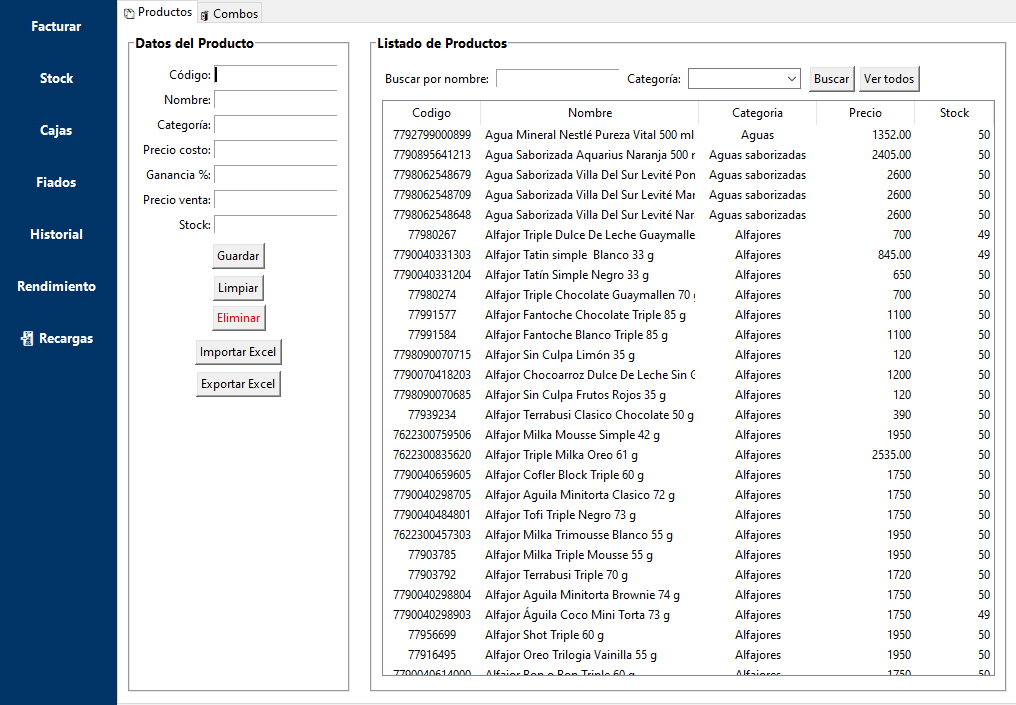 Facturar
Stock
Cajas
Fiados
Historial
Rendimiento
Recargas
Productos Combos
Datos del Producto
Código:
Nombre:
Categoría:
Precio costo:
Ganancia %:
Precio venta:
Stock:
Guardar
Limpiar
Eliminar
Importar Excel
Exportar Excel
Listado de Productos
Buscar por nombre: Categoría: Buscar Ver todos
Codigo Nombre Categoria Precio Stock
7792799000899 Agua Mineral Nestlé Pureza Vital 500 ml Aguas 1352.00 50
7790895641213 Agua Saborizada Aquarius Naranja 500 r Aguas saborizadas 2405.00 50
7798062548679 Agua Saborizada Villa Del Sur Levité Pon Aguas saborizadas 2600 50
7798062548709 Agua Saborizada Villa Del Sur Levité Mar Aguas saborizadas 2600 50
7798062548648 Agua Saborizada Villa Del Sur Levité Nar Aguas saborizadas 2600 50
77980267 Alfajor Triple Dulce De Leche Guaymalle Alfajores 700 49
7790040331303 Alfajor Tatin simple  Blanco 33 g Alfajores 845.00 49
7790040331204 Alfajor Tatín Simple Negro 33 g Alfajores 650 50
77980274 Alfajor Triple Chocolate Guaymallen 70 Alfajores 700 50
77991577 Alfajor Fantoche Chocolate Triple 85 g Alfajores 1100 50
77991584 Alfajor Fantoche Blanco Triple 85 g Alfajores 1100 50
7798090070715 Alfajor Sin Culpa Limón 35 g Alfajores 120 50
7790070418203 Alfajor Chocoarroz Dulce De Leche Sin G Alfajores 1200 50
7798090070685 Alfajor Sin Culpa Frutos Rojos 35 g Alfajores 120 50
77939234 Alfajor Terrabusi Clasico Chocolate 50 g Alfajores 390 50
7622300759506 Alfajor Milka Mousse Simple 42 g Alfajores 1950 50
7622300835620 Alfajor Triple Milka Oreo 61 g Alfajores 2535.00 50
7790040659605 Alfajor Cofler Block Triple 60 g Alfajores 1750 50
7790040298705 Alfajor Aguila Minitorta Clasico 72 g Alfajores 1750 50
7790040484801 Alfajor Tofi Triple Negro 73 g Alfajores 1750 50
7622300457303 Alfajor Milka Trimousse Blanco 55 g Alfajores 1950 50
77903785 Alfajor Milka Triple Mousse 55 g Alfajores 1950 50
77903792 Alfajor Terrabusi Triple 70 g Alfajores 1720 50
7790040298804 Alfajor Aguila Minitorta Brownie 74 g Alfajores 1750 50
7790040298903 Alfajor Águila Coco Mini Torta 73 g Alfajores 1750 49
77956699 Alfajor Shot Triple 60 g Alfajores 1950 50
77916495 Alfajor Oreo Trilogia Vainilla 55 g Alfajores 1950 50
7790040614000 Alfajor Bon o Bon Triple 60 g Alfajores 1750 50